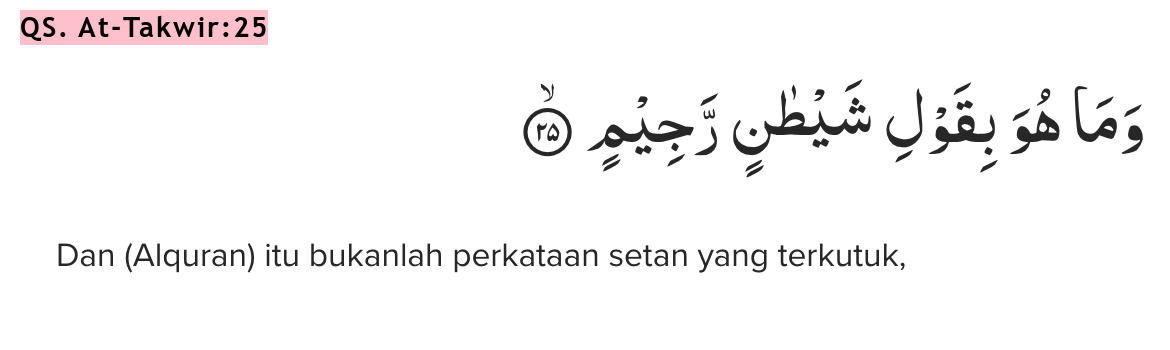 QS. At-Takwir:25
وَمَا هُوَ بِقَوْلِ شَيْطٰنٍ رَّجِيْمٍ ۙ ٢٥
Dan (Alquran) itu bukanlah perkataan setan yang terkutuk,